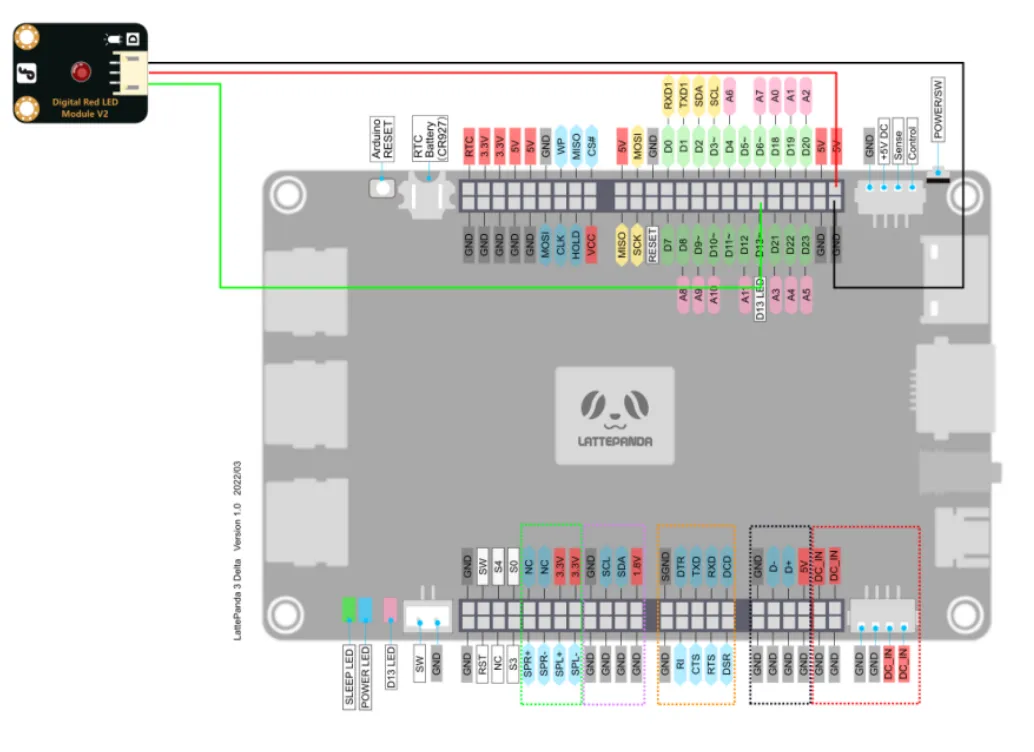 D
Digital Red LED
Module V2
Arduino
RESET
RTC
Battery
(CR927)
RTC
3.3V
3.3V
5V
5V
GND
WP
MISO
CS#
5V
MOSI
GND
RXD1
D0
TXD1
D1
SDA
D2
SCL
D3~
A6
D4
D5~
A7
D6~
A0
D18
A1
D19
A2
D20
5V
5V
GND
+5V DC
Sense
Control
POWER/SW
GND
GND
GND
GND
GND
MOSI
CLK
HOLD
VCC
MISO
SCK
RESET
D7
D8
A8
D9~
A9
D10~
A10
D11~
D12
A11
D13~
D13 LED
D21
A3
D22
A4
D23
A5
GND
GND
LATTEPANDA
LattePanda 3 Delta Version 1.0 2022/03
GND
SW
S4
S0
NC
NC
3.3V
3.3V
GND
SCL
SDA
1.8V
SGND
DTR
TXD
RXD
DCD
GND
D-
D+
5V
DC_IN
DC_IN
SLEEP LED
POWER LED
D13 LED
SW
GND
GND
RST
NC
S3
SPR+
SPR-
SPL+
SPL-
GND
GND
GND
GND
GND
RI
CTS
RTS
DSR
GND
GND
GND
GND
GND
GND
GND
GND
DC_IN
DC_IN